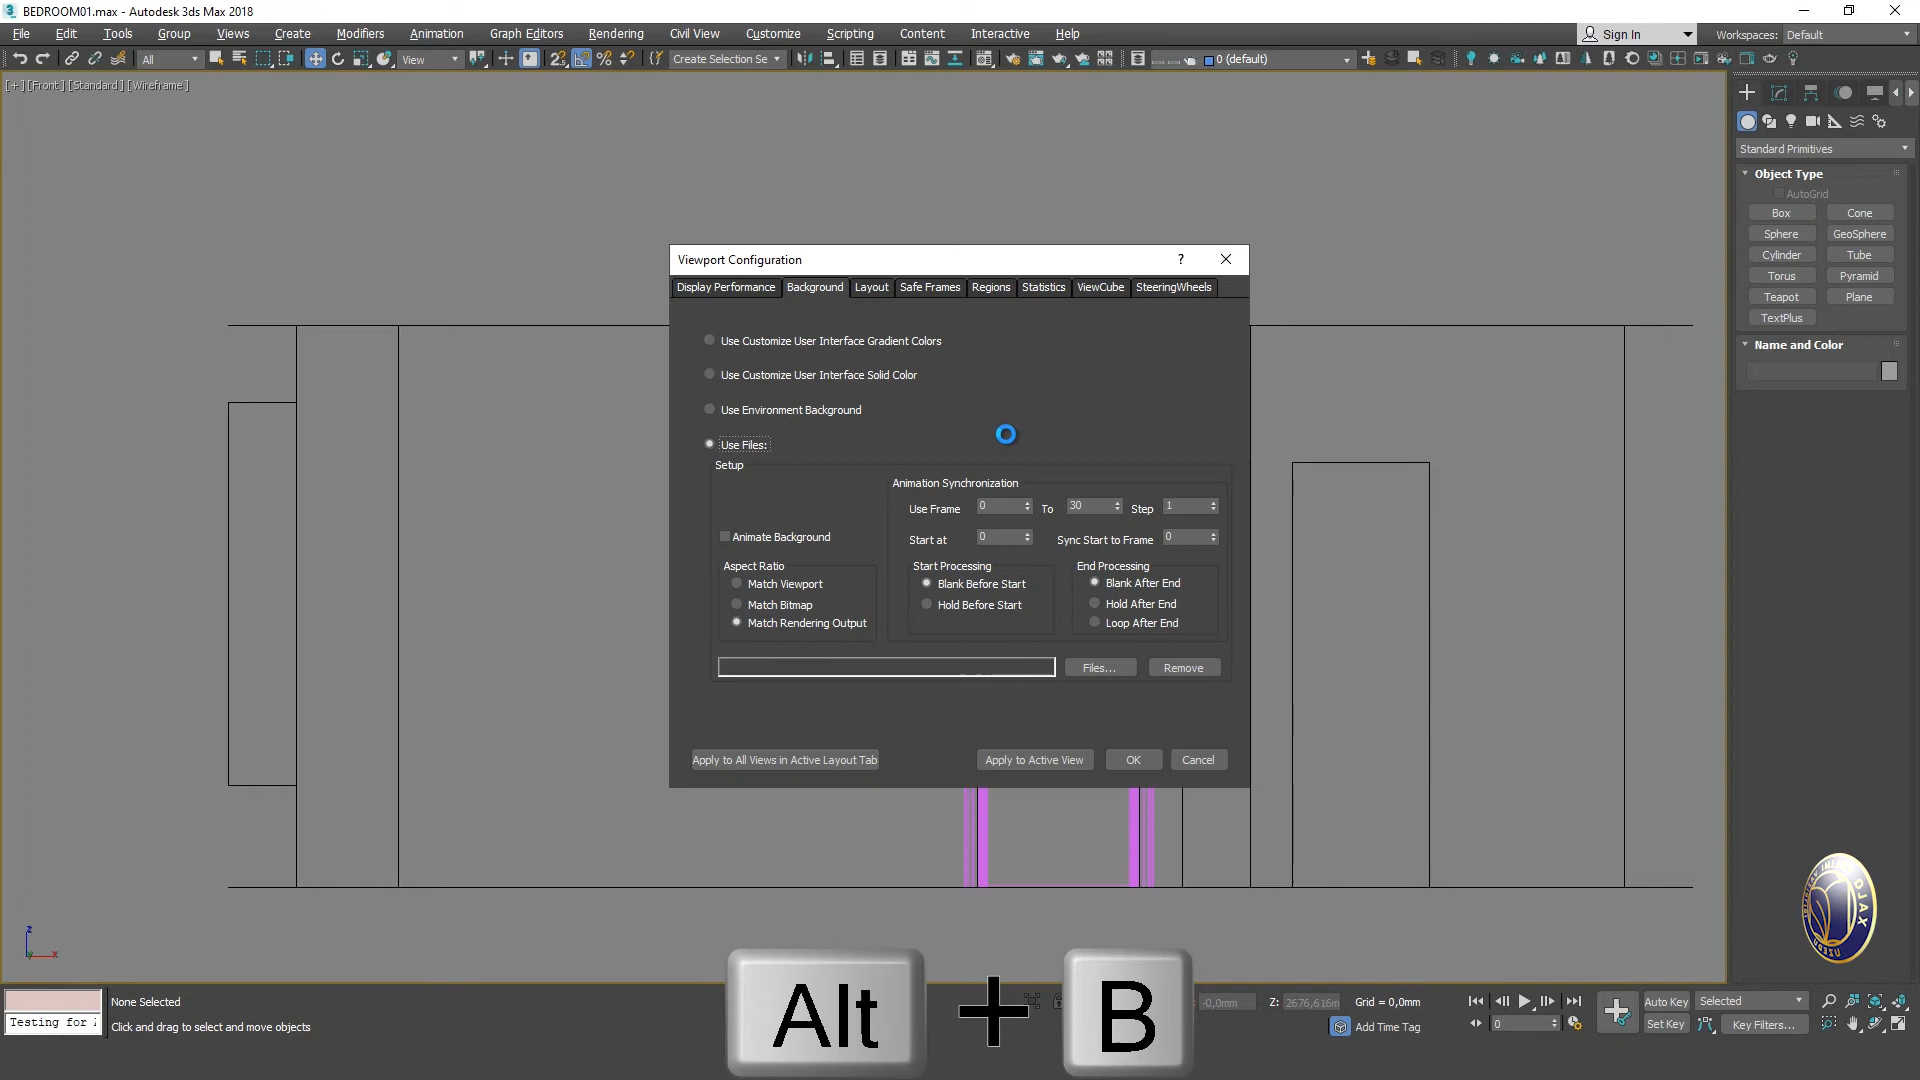 BEDROOM01.max - Autodesk 3ds Max 2018
File Edit Tools Group Views Create Modifiers Animation Graph Editors Rendering Civil View Customize Scripting Content Interactive Help
Sign In
Workspaces: Default
All
View
Create Selection Se
0 (default)
[+] [Front] [Standard] [Wireframe]
Standard Primitives
Object Type
AutoGrid
Box Cone
Sphere GeoSphere
Cylinder Tube
Torus Pyramid
Teapot Plane
TextPlus
Name and Color
Viewport Configuration
Display Performance Background Layout Safe Frames Regions Statistics ViewCube SteeringWheels
Use Customize User Interface Gradient Colors
Use Customize User Interface Solid Color
Use Environment Background
Use Files:
Setup
Animation Synchronization
Use Frame 0 To 30 Step 1
Animate Background
Start at 0 Sync Start to Frame 0
Aspect Ratio
Match Viewport
Match Bitmap
Match Rendering Output
Start Processing
Blank Before Start
Hold Before Start
End Processing
Blank After End
Hold After End
Loop After End
Files... Remove
Apply to All Views in Active Layout Tab
Apply to Active View OK Cancel
z
x
Alt + B
None Selected
Testing for
Click and drag to select and move objects
-0,0mm Z: 2676,616m Grid = 0,0mm
Add Time Tag
0
Auto Key Selected
Set Key Key Filters...